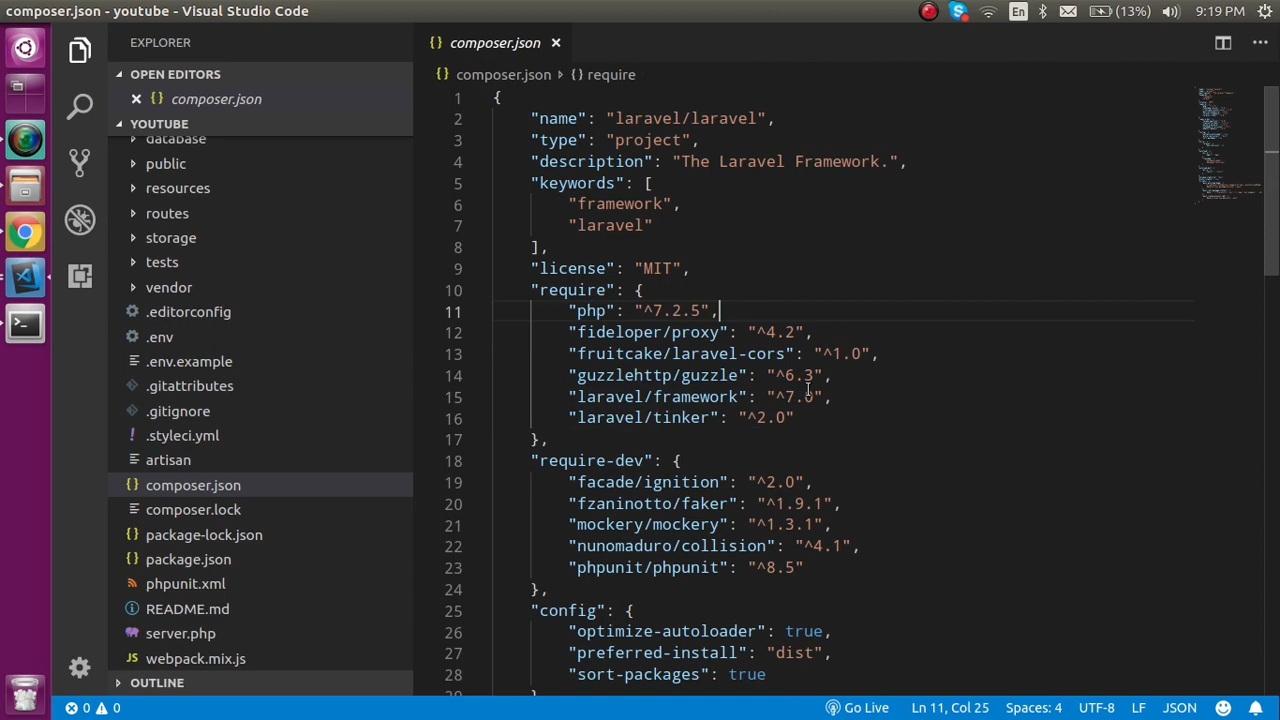 composer.json - youtube - Visual Studio Code
En
(13%)
9:19 PM
EXPLORER
OPEN EDITORS
composer.json
YOUTUBE
database
public
resources
routes
storage
tests
vendor
.editorconfig
.env
.env.example
.gitattributes
.gitignore
.styleci.yml
artisan
composer.json
composer.lock
package-lock.json
package.json
phpunit.xml
README.md
server.php
webpack.mix.js
OUTLINE
{} composer.json
{} composer.json {} require
1 {
2 "name": "laravel/laravel",
3 "type": "project",
4 "description": "The Laravel Framework.",
5 "keywords": [
6 "framework",
7 "laravel"
8 ],
9 "license": "MIT",
10 "require": {
11 "php": "^7.2.5",
12 "fideloper/proxy": "^4.2",
13 "fruitcake/laravel-cors": "^1.0",
14 "guzzlehttp/guzzle": "^6.3",
15 "laravel/framework": "^7.0",
16 "laravel/tinker": "^2.0"
17 },
18 "require-dev": {
19 "facade/ignition": "^2.0",
20 "fzaninotto/faker": "^1.9.1",
21 "mockery/mockery": "^1.3.1",
22 "nunomaduro/collision": "^4.1",
23 "phpunit/phpunit": "^8.5"
24 },
25 "config": {
26 "optimize-autoloader": true,
27 "preferred-install": "dist",
28 "sort-packages": true
0 0 Go Live Ln 11, Col 25 Spaces: 4 UTF-8 LF JSON